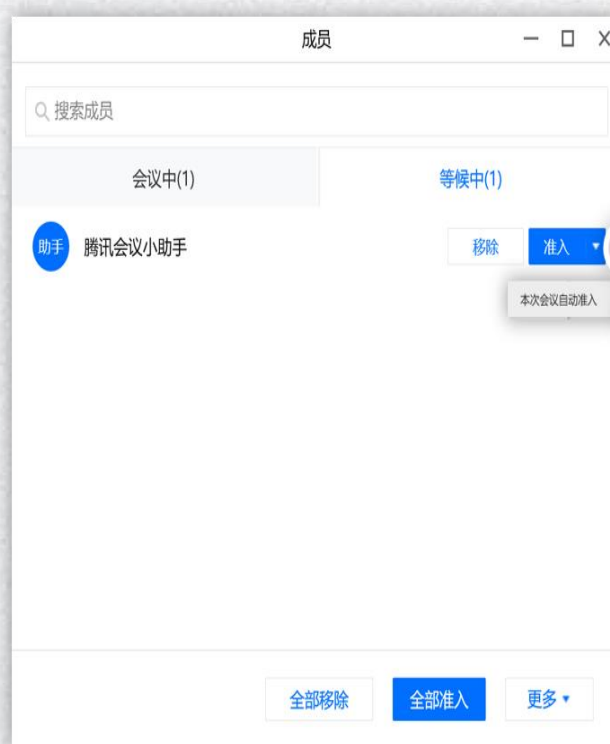 成员
搜索成员
会议中(1)
等候中(1)
助手
腾讯会议小助手
移除
准入
本次会议自动准入
全部移除
全部准入
更多